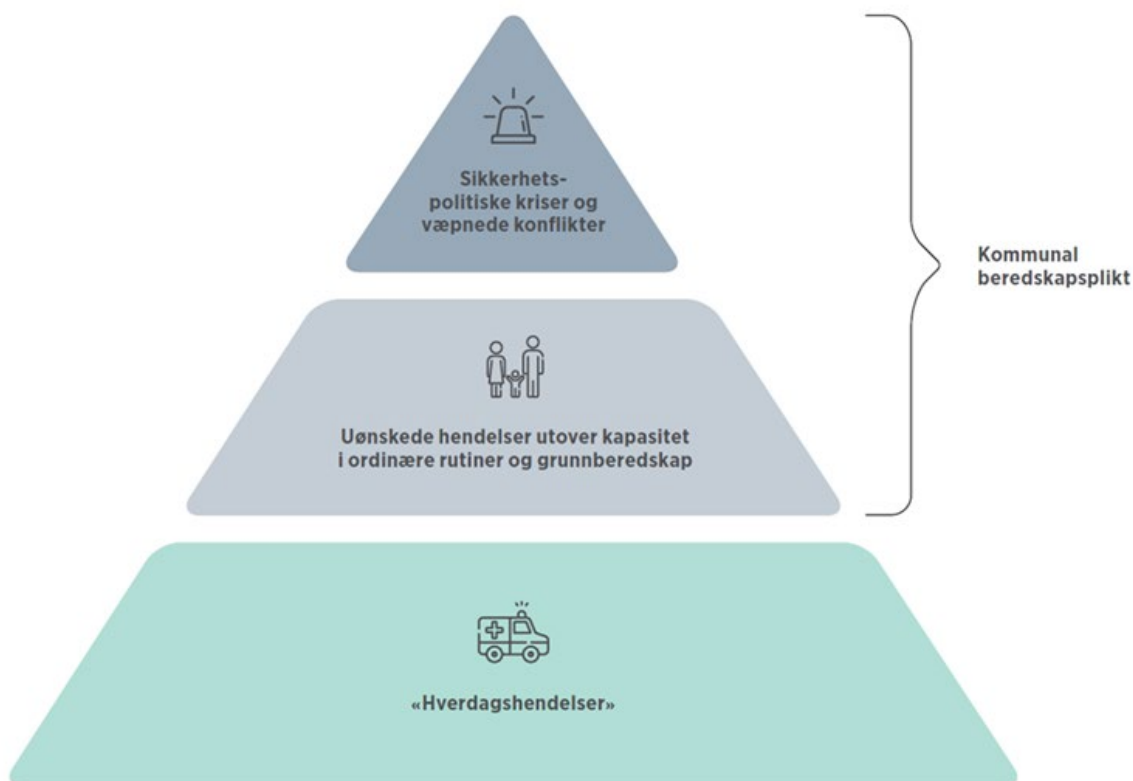 Sikkerhets-
politiske kriser og
væpnede konflikter
Kommunal
beredskapsplikt
Uønskede hendelser utover kapasitet
i ordinære rutiner og grunnberedskap
«Hverdagshendelser»